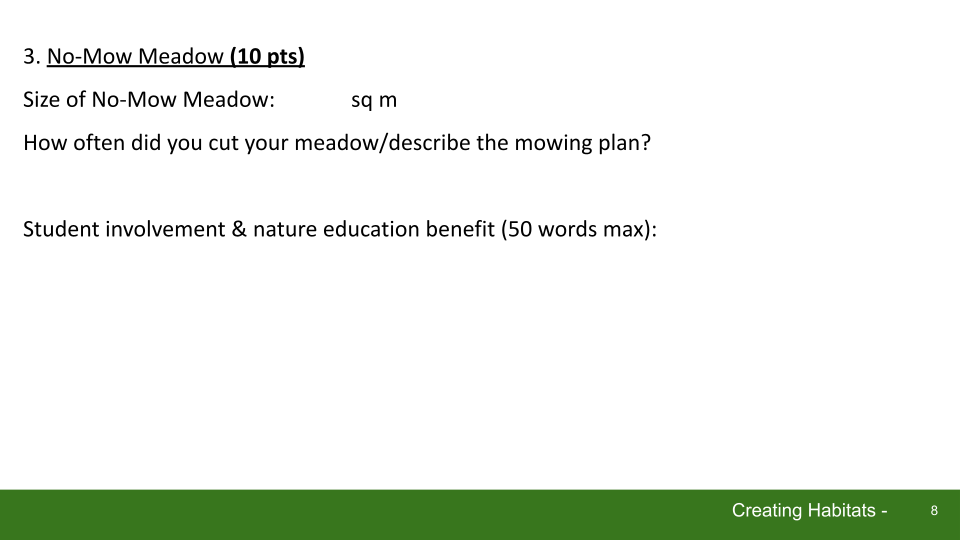 3. No-Mow Meadow (10 pts)
Size of No-Mow Meadow: sq m
How often did you cut your meadow/describe the mowing plan?
Student involvement & nature education benefit (50 words max):
Creating Habitats - 8